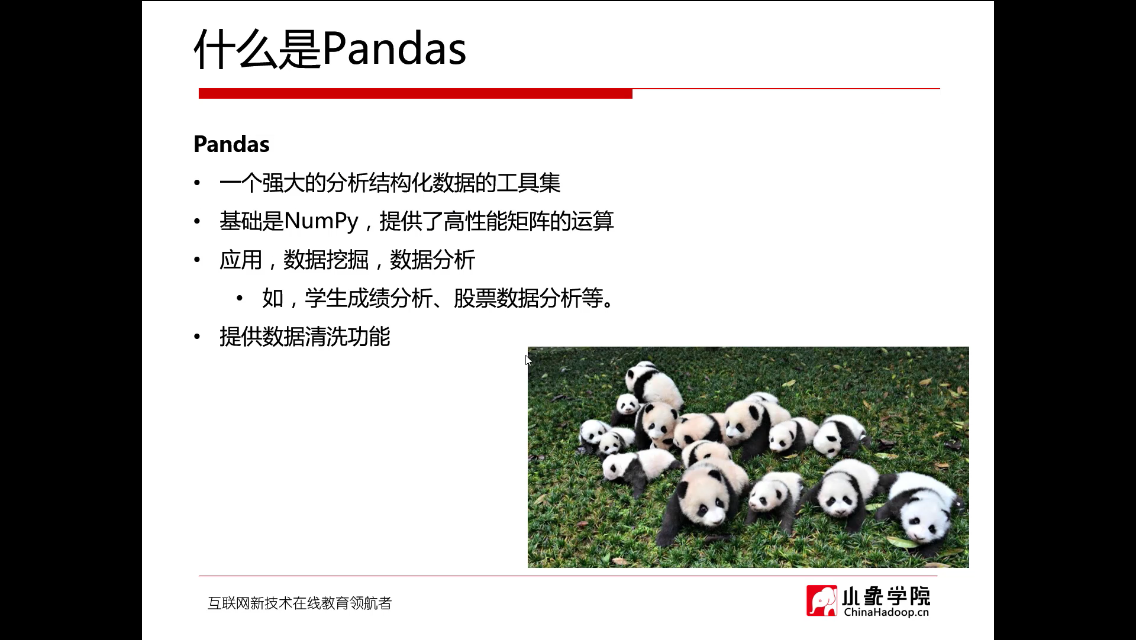 什么是Pandas
Pandas
• 一个强大的分析结构化数据的工具集
• 基础是NumPy，提供了高性能矩阵的运算
• 应用，数据挖掘，数据分析
• 如，学生成绩分析、股票数据分析等。
• 提供数据清洗功能
互联网新技术在线教育领航者
小象学院
ChinaHadoop.cn